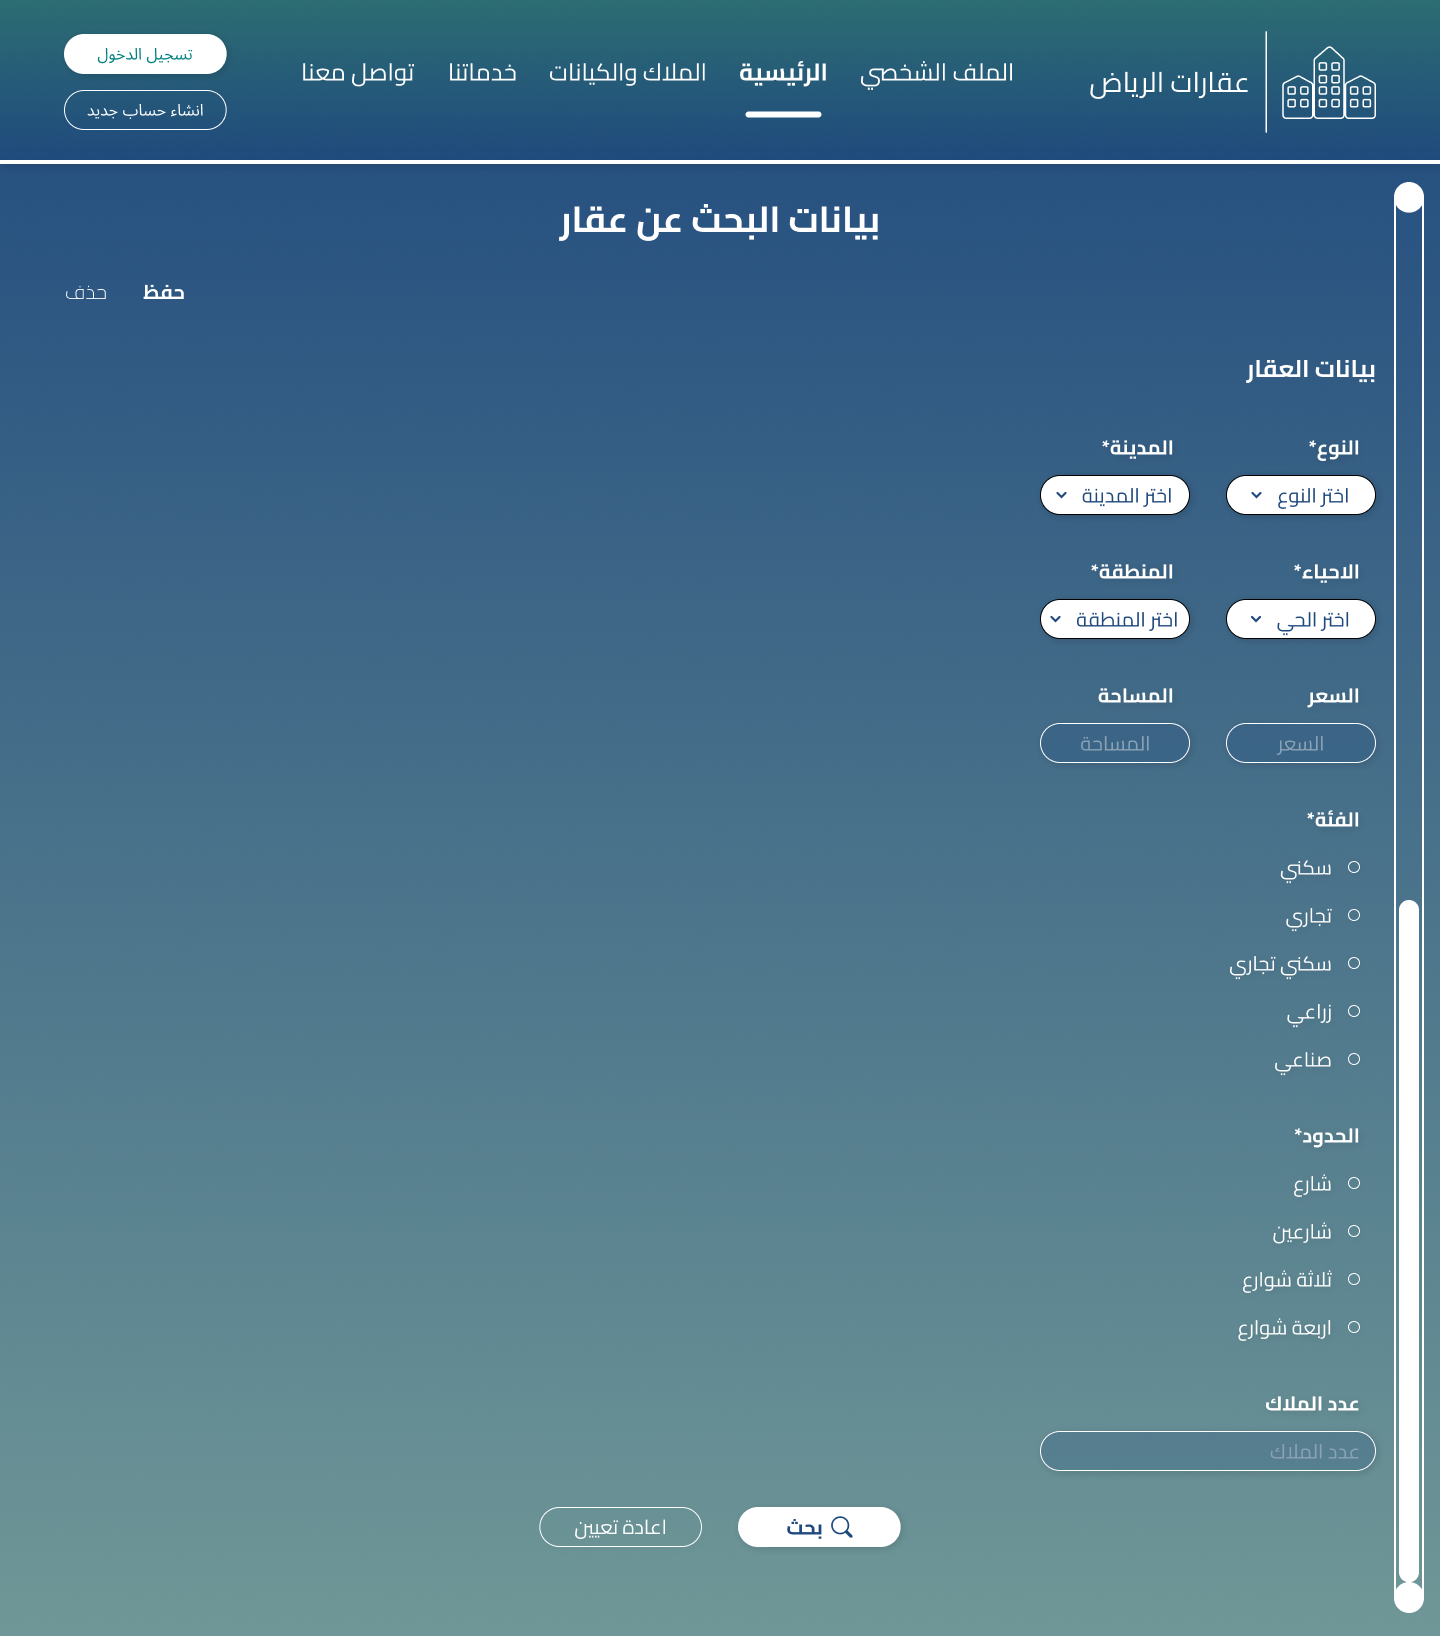 عقارات الرياض
الملف الشخصي
الرئيسية
الملاك والكيانات
خدماتنا
تواصل معنا
تسجيل الدخول
انشاء حساب جديد
بيانات البحث عن عقار
حفظ
حذف
بيانات العقار
النوع*
المدينة*
اختر النوع
اختر المدينة
الاحياء*
المنطقة*
اختر الحي
اختر المنطقة
السعر
المساحة
السعر
المساحة
الفئة*
سكني
تجاري
سكني تجاري
زراعي
صناعي
الحدود*
شارع
شارعين
ثلاثة شوارع
اربعة شوارع
عدد الملاك
عدد الملاك
بحث
اعادة تعيين